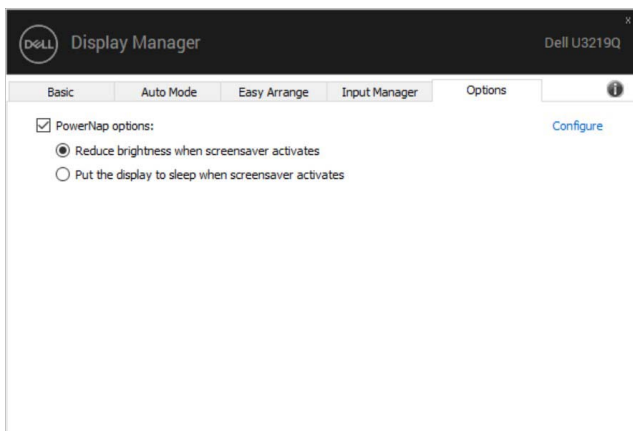 DELL Display Manager Dell U3219Q x
Basic Auto Mode Easy Arrange Input Manager Options i
PowerNap options: Configure
Reduce brightness when screensaver activates
Put the display to sleep when screensaver activates